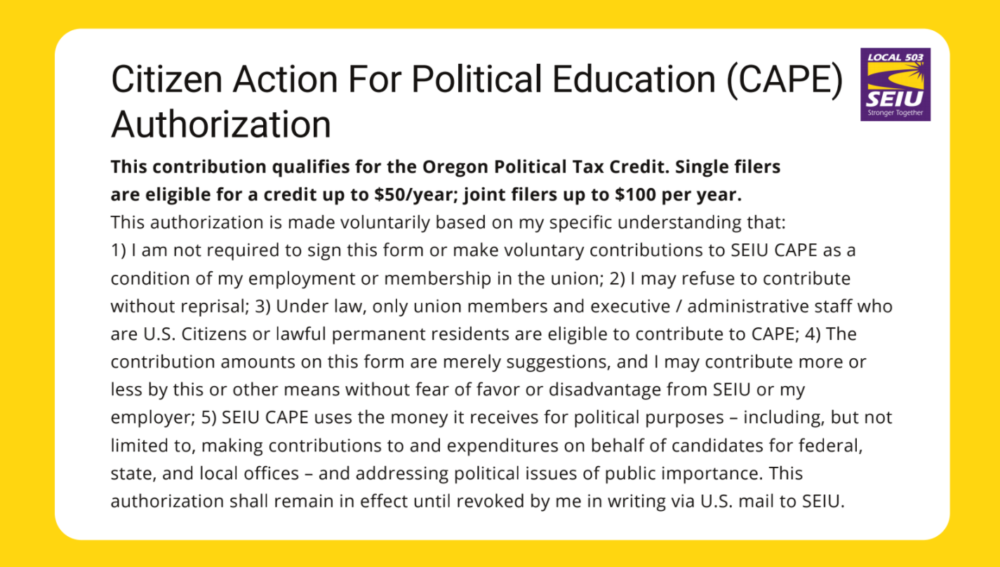 Citizen Action For Political Education (CAPE)
Authorization
LOCAL 503
SEIU
Stronger Together
This contribution qualifies for the Oregon Political Tax Credit. Single filers
are eligible for a credit up to $50/year; joint filers up to $100 per year.
This authorization is made voluntarily based on my specific understanding that:
1) I am not required to sign this form or make voluntary contributions to SEIU CAPE as a
condition of my employment or membership in the union; 2) I may refuse to contribute
without reprisal; 3) Under law, only union members and executive / administrative staff who
are U.S. Citizens or lawful permanent residents are eligible to contribute to CAPE; 4) The
contribution amounts on this form are merely suggestions, and I may contribute more or
less by this or other means without fear of favor or disadvantage from SEIU or my
employer; 5) SEIU CAPE uses the money it receives for political purposes – including, but not
limited to, making contributions to and expenditures on behalf of candidates for federal,
state, and local offices – and addressing political issues of public importance. This
authorization shall remain in effect until revoked by me in writing via U.S. mail to SEIU.